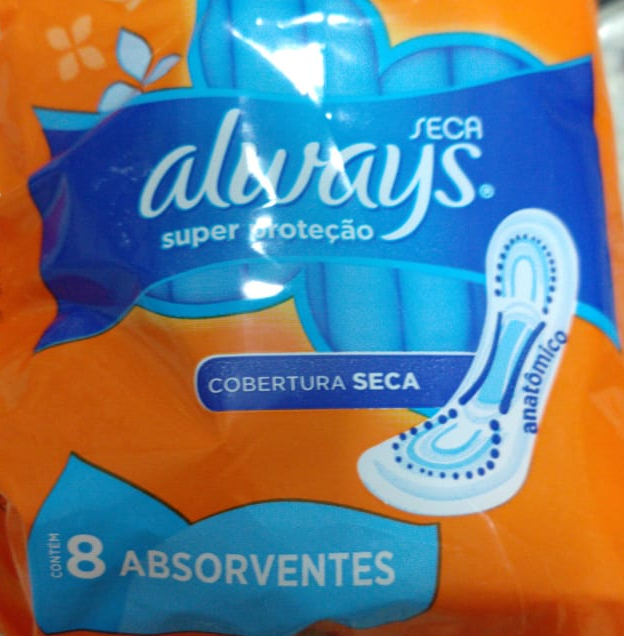 SECA
always®
super proteção
COBERTURA SECA
anatômico
CONTÉM
8 ABSORVENTES